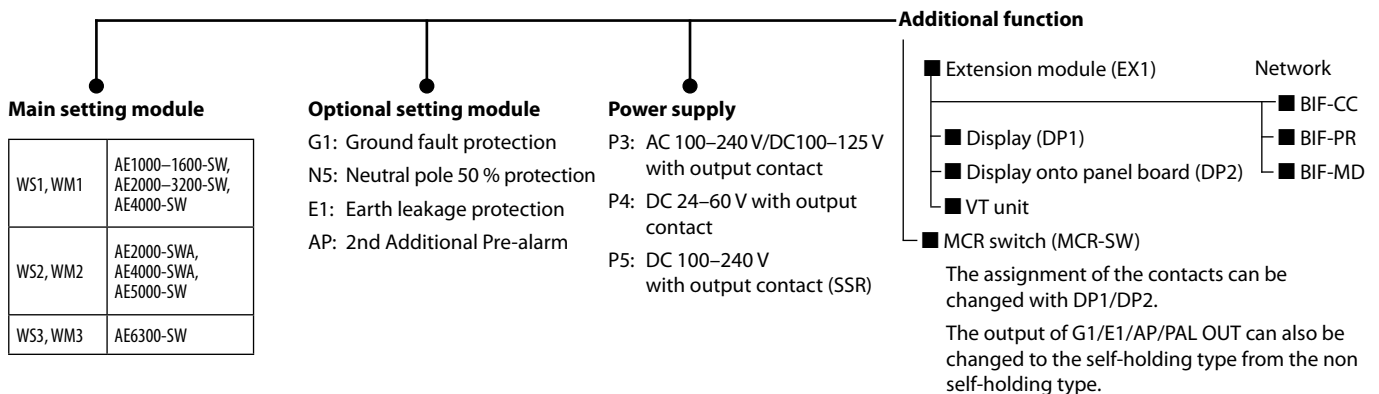 Additional function
Main setting module
WS1, WM1
AE1000–1600-SW,
AE2000–3200-SW,
AE4000-SW
WS2, WM2
AE2000-SWA,
AE4000-SWA,
AE5000-SW
WS3, WM3
AE6300-SW
Optional setting module
G1: Ground fault protection
N5: Neutral pole 50 % protection
E1: Earth leakage protection
AP: 2nd Additional Pre-alarm
Power supply
P3: AC 100–240 V/DC100–125 V
with output contact
P4: DC 24–60 V with output
contact
P5: DC 100–240 V
with output contact (SSR)
Extension module (EX1)
Network
BIF-CC
Display (DP1)
BIF-PR
Display onto panel board (DP2)
BIF-MD
VT unit
MCR switch (MCR-SW)
The assignment of the contacts can be
changed with DP1/DP2.
The output of G1/E1/AP/PAL OUT can also be
changed to the self-holding type from the non
self-holding type.